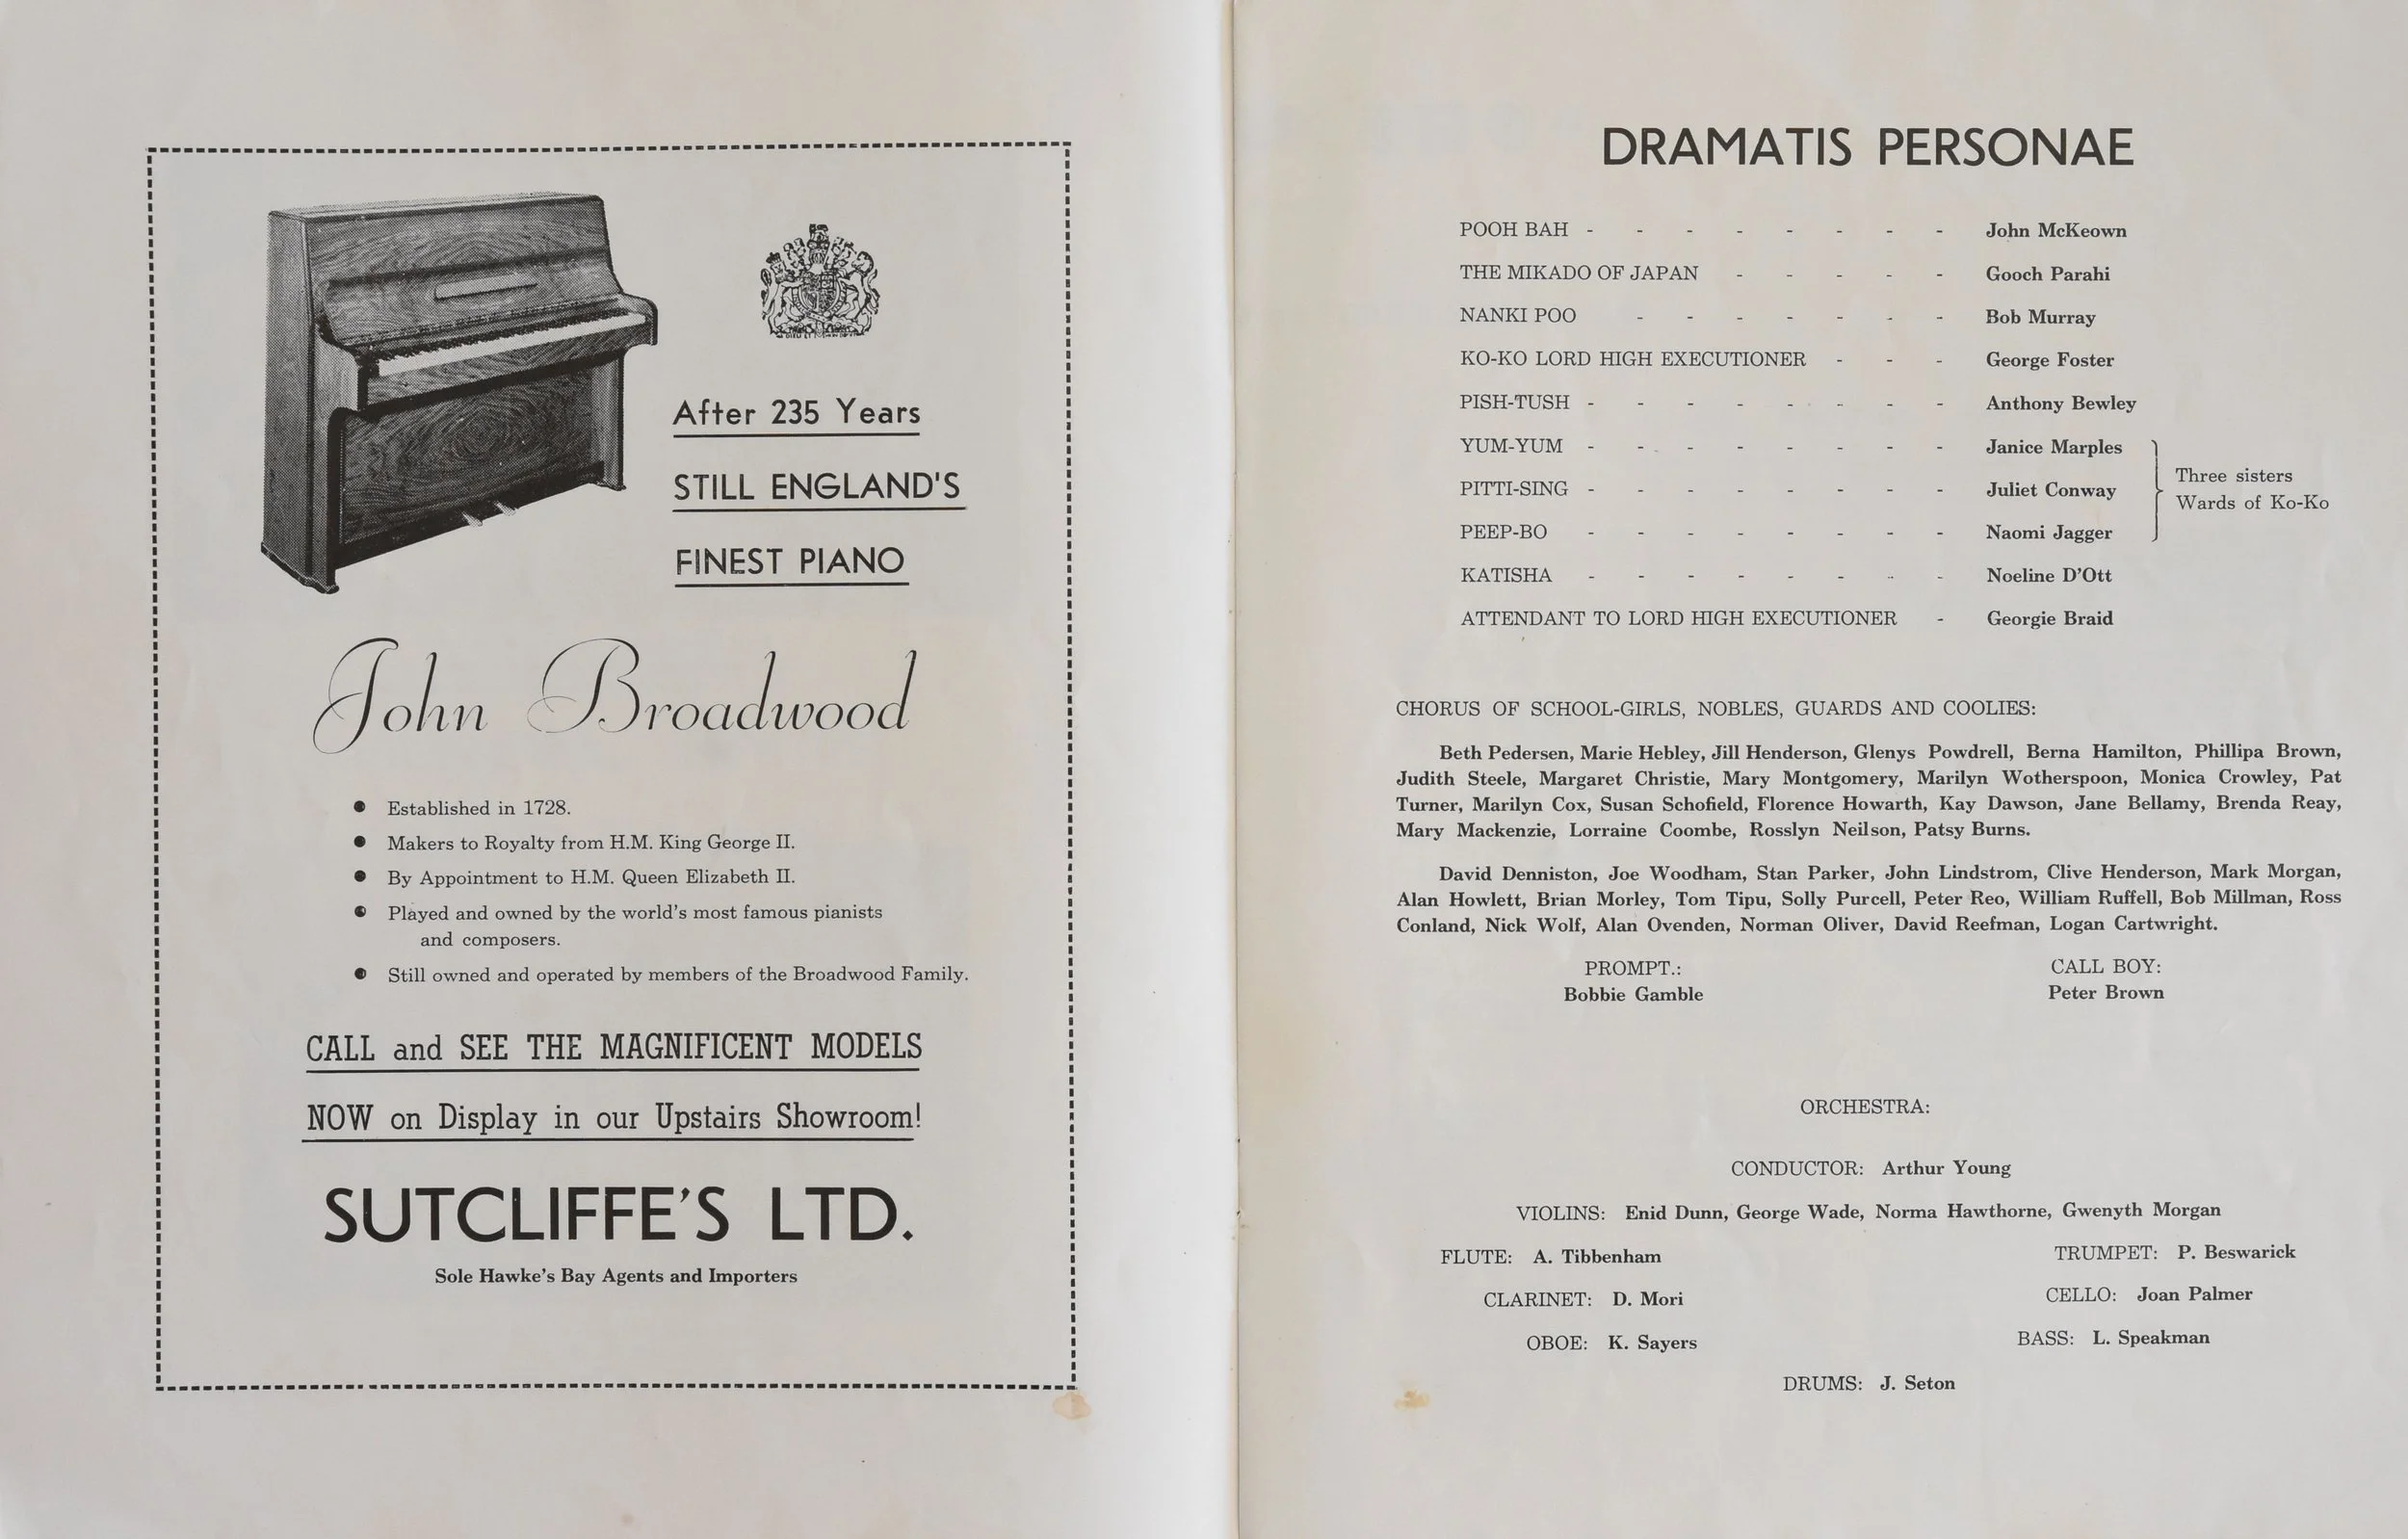 After 235 Years
STILL ENGLAND'S
FINEST PIANO
John Broadwood
● Established in 1728.
● Makers to Royalty from H.M. King George II.
● By Appointment to H.M. Queen Elizabeth II.
● Played and owned by the world's most famous pianists
and composers.
● Still owned and operated by members of the Broadwood Family.
CALL and SEE THE MAGNIFICENT MODELS
NOW on Display in our Upstairs Showroom!
SUTCLIFFE'S LTD.
Sole Hawke's Bay Agents and Importers
DRAMATIS PERSONAE
POOH BAH - - - - - - - - John McKeown
THE MIKADO OF JAPAN - - - - - Gooch Parahi
NANKI POO - - - - - - - Bob Murray
KO-KO LORD HIGH EXECUTIONER - - - George Foster
PISH-TUSH - - - - - - - - Anthony Bewley
YUM-YUM - - - - - - - - Janice Marples
PITTI-SING - - - - - - - - Juliet Conway
PEEP-BO - - - - - - - - Naomi Jagger
Three sisters
Wards of Ko-Ko
KATISHA - - - - - - - - Noeline D'Ott
ATTENDANT TO LORD HIGH EXECUTIONER - Georgie Braid
CHORUS OF SCHOOL-GIRLS, NOBLES, GUARDS AND COOLIES:
Beth Pedersen, Marie Hebley, Jill Henderson, Glenys Powdrell, Berna Hamilton, Phillipa Brown,
Judith Steele, Margaret Christie, Mary Montgomery, Marilyn Wotherspoon, Monica Crowley, Pat
Turner, Marilyn Cox, Susan Schofield, Florence Howarth, Kay Dawson, Jane Bellamy, Brenda Reay,
Mary Mackenzie, Lorraine Coombe, Rosslyn Neilson, Patsy Burns.
David Denniston, Joe Woodham, Stan Parker, John Lindstrom, Clive Henderson, Mark Morgan,
Alan Howlett, Brian Morley, Tom Tipu, Solly Purcell, Peter Reo, William Ruffell, Bob Millman, Ross
Conland, Nick Wolf, Alan Ovenden, Norman Oliver, David Reefman, Logan Cartwright.
PROMPT.: CALL BOY:
Bobbie Gamble Peter Brown
ORCHESTRA:
CONDUCTOR: Arthur Young
VIOLINS: Enid Dunn, George Wade, Norma Hawthorne, Gwenyth Morgan
FLUTE: A. Tibbenham TRUMPET: P. Beswarick
CLARINET: D. Mori CELLO: Joan Palmer
OBOE: K. Sayers BASS: L. Speakman
DRUMS: J. Seton